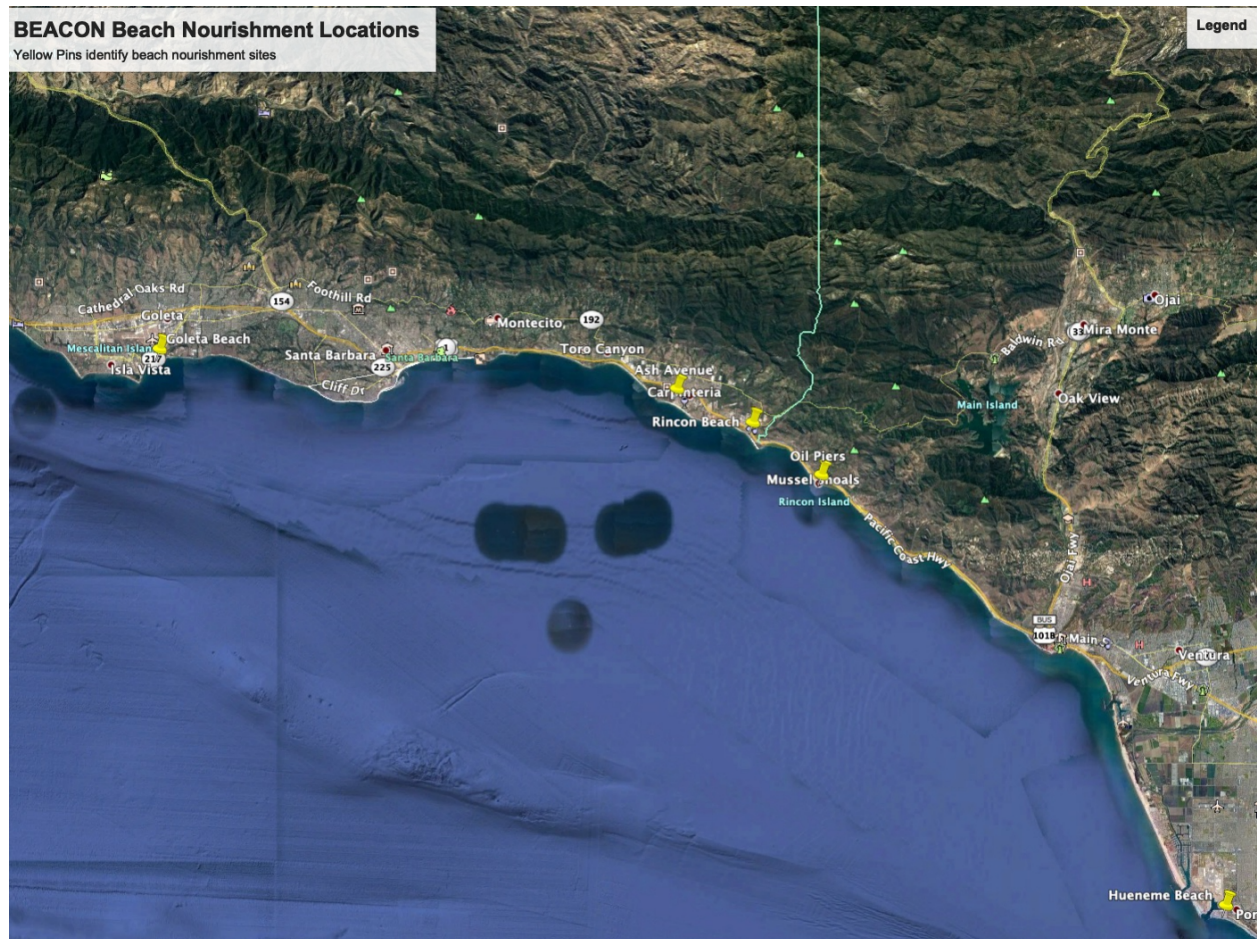 BEACON Beach Nourishment Locations
Yellow Pins identify beach nourishment sites
Legend
Cathedral Oaks Rd
Goleta
154
Foothill Rd
Montecito,
192
Ojai
33
Mira Monte
Baldwin Rd
Mescalitan Islan
Goleta Beach
217
Isla Vista
Santa Barbara
Santa Barbara
1
225
Cliff Dr
Toro Canyon
Ash Avenue
Carpinteria
Main Island
Oak View
Rincon Beach
Oil Piers
Mussel Shoals
Rincon Island
Pacific Coast Hwy
Ojai Fwy
H
BUS
101B
Main
H
Ventura
Ventura Fwy
Hueneme Beach
Por